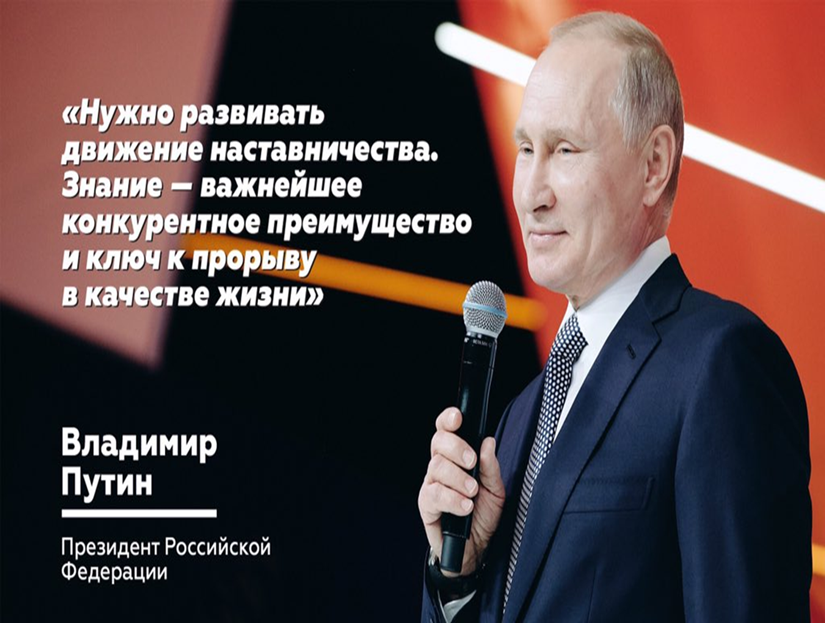 «Нужно развивать
движение наставничества.
Знание — важнейшее
конкурентное преимущество
и ключ к прорыву
в качестве жизни»
Владимир
Путин
Президент Российской
Федерации